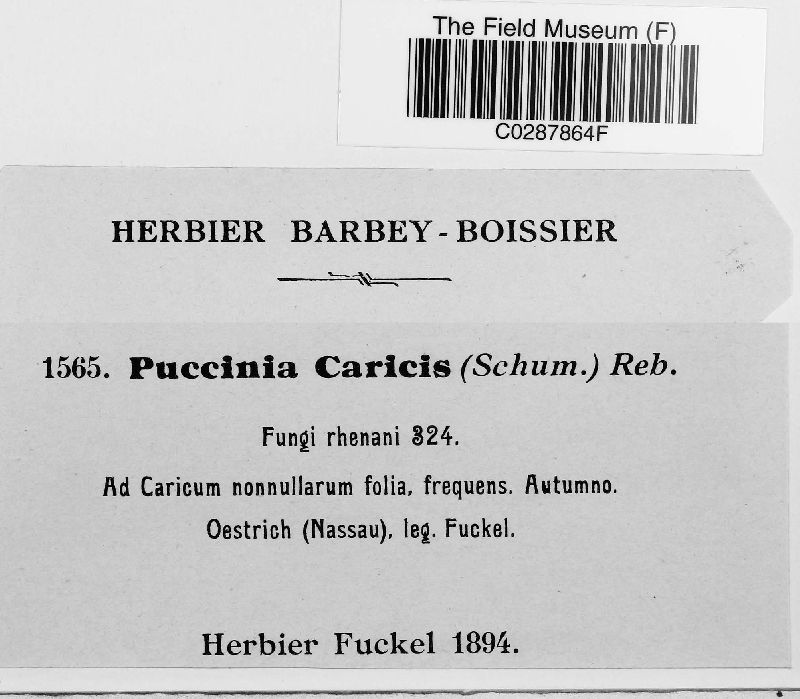 The Field Museum (F)
C0287864F
HERBIER BARBEY-BOISSIER
1565. Puccinia Caricis (Schum.) Reb.
Fungi rhenani 324.
Ad Caricum nonnullarum folia, frequens. Autumno.
Oestrich (Nassau), leg. Fuckel.
Herbier Fuckel 1894.